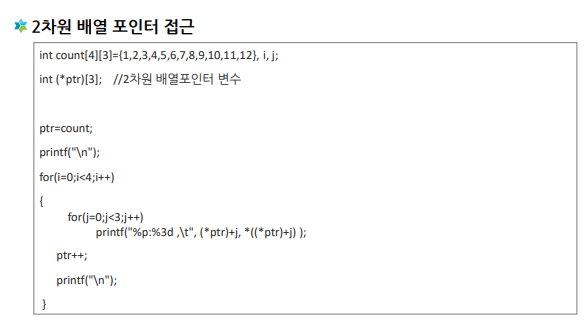 2차원 배열 포인터 접근
int count[4][3]={1,2,3,4,5,6,7,8,9,10,11,12}, i, j;
int (*ptr)[3];    //2차원 배열포인터 변수
ptr=count;
printf("\n");
for(i=0;i<4;i++)
{
for(j=0;j<3;j++)
printf("%p:%3d ,\t", (*ptr)+j, *((*ptr)+j) );
ptr++;
printf("\n");
}